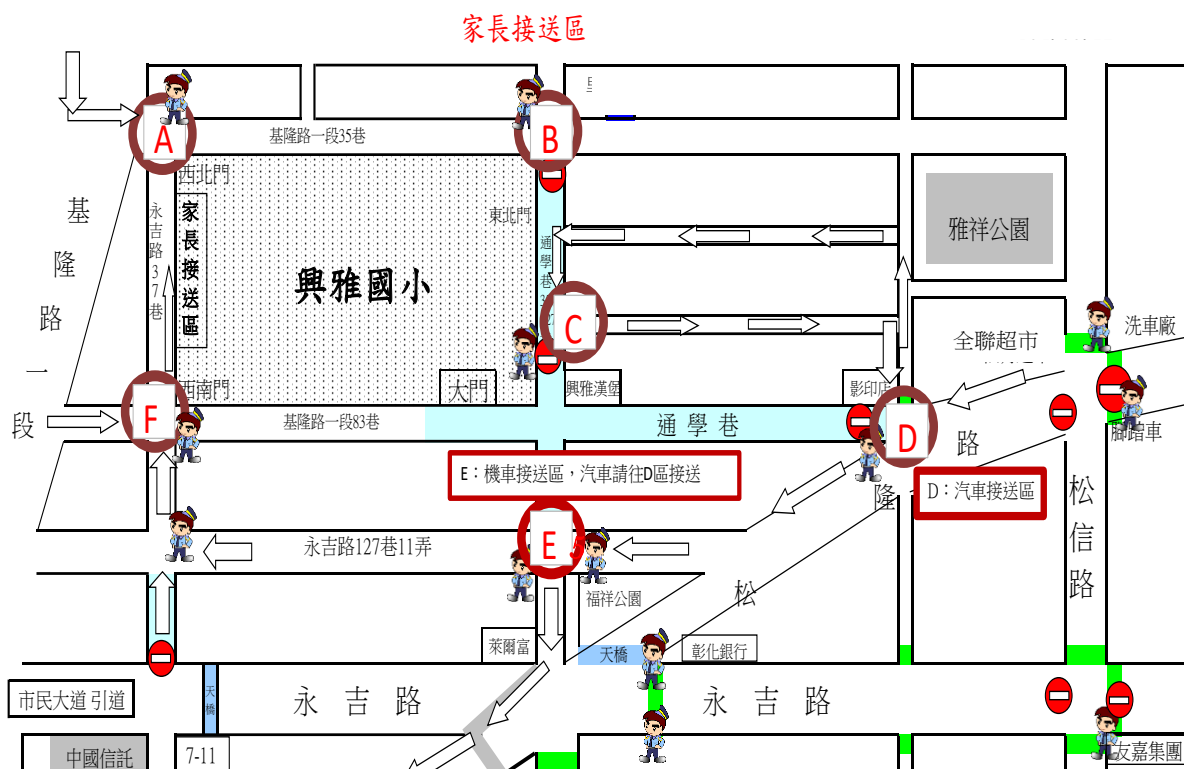 家長接送區
A
B
基隆路一段35巷
西北門
家長接送區
永吉路37巷
東北門
通學巷
興雅國小
雅祥公園
基隆路一段
C
全聯超市
洗車廠
西南門
大門
興雅漢堡
影印店
F
基隆路一段83巷
通學巷
D
路
腳踏車
E：機車接送區，汽車請往D區接送
D：汽車接送區
隆
松信路
永吉路127巷11弄
E
福祥公園
松
萊爾富
天橋
彰化銀行
市民大道 引道
天橋
永吉路
永吉路
中國信託
7-11
友嘉集團